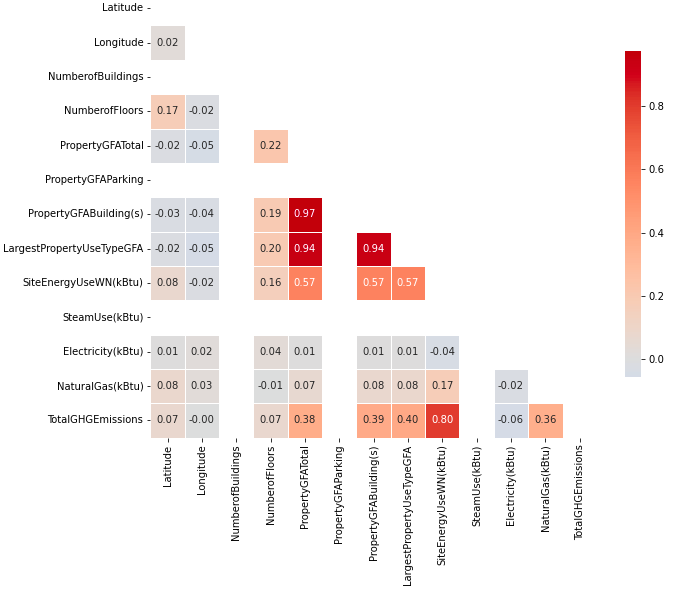 Latitude
Longitude 0.02
NumberofBuildings
NumberofFloors 0.17 -0.02
PropertyGFATotal -0.02 -0.05 0.22
PropertyGFAParking
PropertyGFABuilding(s) -0.03 -0.04 0.19 0.97
LargestPropertyUseTypeGFA -0.02 -0.05 0.20 0.94 0.94
SiteEnergyUseWN(kBtu) 0.08 -0.02 0.16 0.57 0.57 0.57
SteamUse(kBtu)
Electricity(kBtu) 0.01 0.02 0.04 0.01 0.01 0.01 -0.04
NaturalGas(kBtu) 0.08 0.03 -0.01 0.07 0.08 0.08 0.17 -0.02
TotalGHGEmissions 0.07 -0.00 0.07 0.38 0.39 0.40 0.80 -0.06 0.36
Latitude
Longitude
NumberofBuildings
NumberofFloors
PropertyGFATotal
PropertyGFAParking
PropertyGFABuilding(s)
LargestPropertyUseTypeGFA
SiteEnergyUseWN(kBtu)
SteamUse(kBtu)
Electricity(kBtu)
NaturalGas(kBtu)
TotalGHGEmissions
0.8
0.6
0.4
0.2
0.0